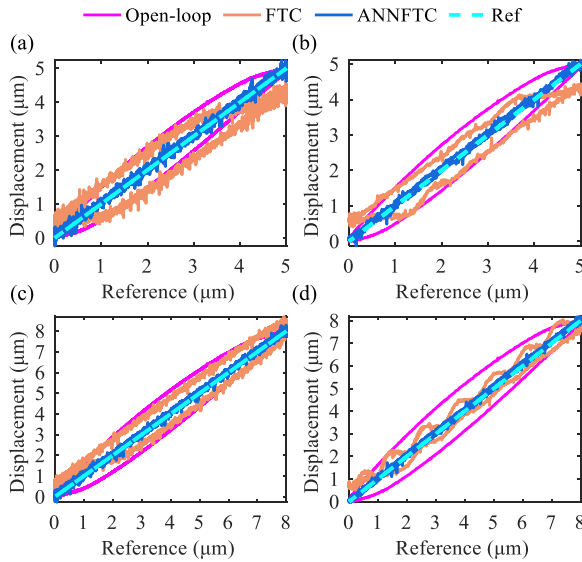 Open-loop FTC ANNFTC Ref
(a) (b)
5 5
4 4
3 3
2 2
1 1
0 0
Displacement (μm) Displacement (μm)
0 1 2 3 4 5 0 1 2 3 4 5
Reference (μm) Reference (μm)
(c) (d)
8 8
7 7
6 6
5 5
4 4
3 3
2 2
1 1
0 0
Displacement (μm) Displacement (μm)
0 1 2 3 4 5 6 7 8 0 1 2 3 4 5 6 7 8
Reference (μm) Reference (μm)